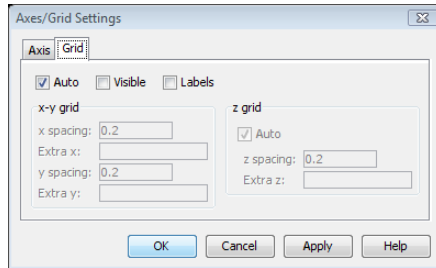 Axes/Grid Settings
Axis Grid
Auto Visible Labels
x-y grid
x spacing: 0.2
Extra x:
y spacing: 0.2
Extra y:
z grid
Auto
z spacing: 0.2
Extra z:
OK Cancel Apply Help